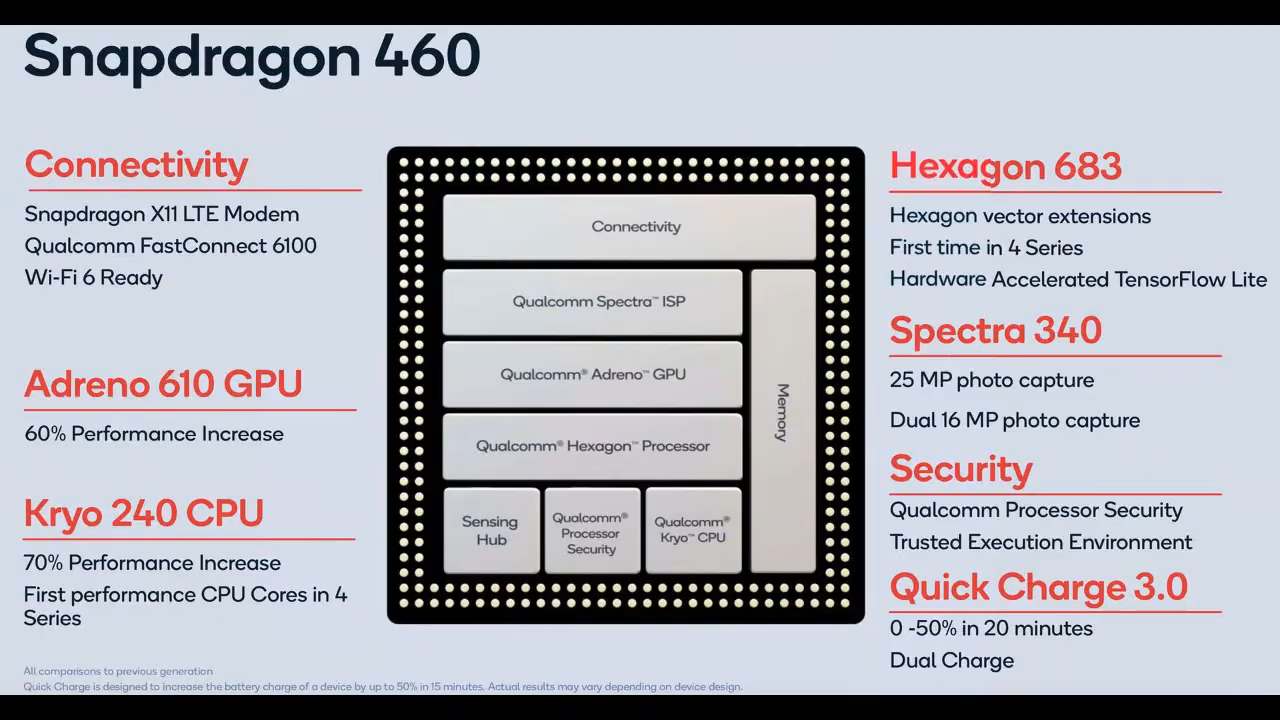 Snapdragon 460
Connectivity
Snapdragon X11 LTE Modem
Qualcomm FastConnect 6100
Wi-Fi 6 Ready
Adreno 610 GPU
60% Performance Increase
Kryo 240 CPU
70% Performance Increase
First performance CPU Cores in 4
Series
Connectivity
Qualcomm Spectra™ ISP
Qualcomm® Adreno™ GPU
Qualcomm® Hexagon™ Processor
Memory
Sensing
Hub
Qualcomm®
Processor
Security
Qualcomm®
Kryo™ CPU
Hexagon 683
Hexagon vector extensions
First time in 4 Series
Hardware Accelerated TensorFlow Lite
Spectra 340
25 MP photo capture
Dual 16 MP photo capture
Security
Qualcomm Processor Security
Trusted Execution Environment
Quick Charge 3.0
0 -50% in 20 minutes
Dual Charge
All comparisons to previous generation
Quick Charge is designed to increase the battery charge of a device by up to 50% in 15 minutes. Actual results may vary depending on device design.